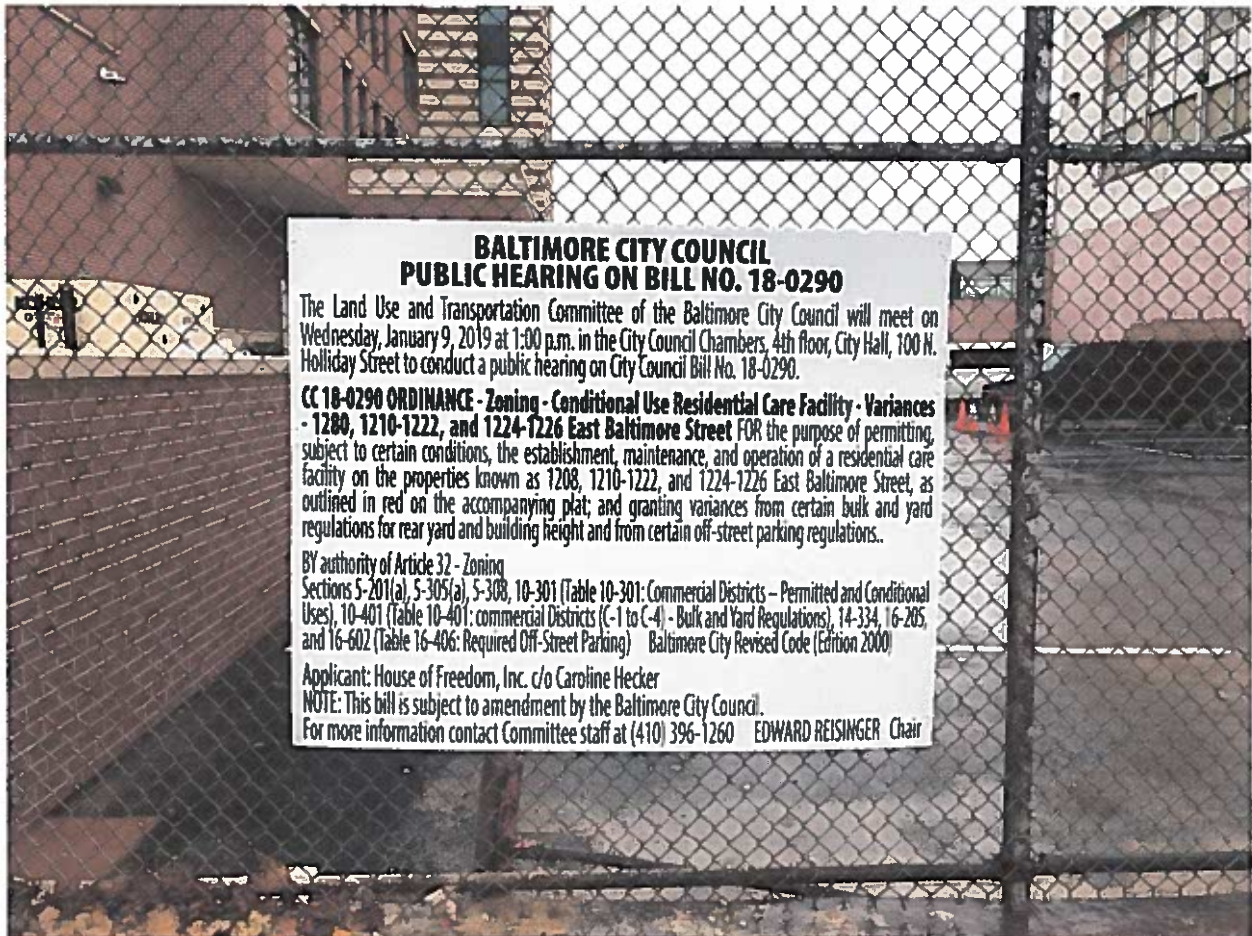 BALTIMORE CITY COUNCIL
PUBLIC HEARING ON BILL NO. 18-0290
The Land Use and Transportation Committee of the Baltimore City Council will meet on
Wednesday, January 9, 2019 at 1:00 p.m. in the City Council Chambers, 4th floor, City Hall, 100 N.
Holliday Street to conduct a public hearing on City Council Bill No. 18-0290.
CC 18-0290 ORDINANCE - Zoning - Conditional Use Residential Care Facility - Variances
- 1280, 1210-1222, and 1224-1226 East Baltimore Street FOR the purpose of permitting,
subject to certain conditions, the establishment, maintenance, and operation of a residential care
facility on the properties known as 1208, 1210-1222, and 1224-1226 East Baltimore Street, as
outlined in red on the accompanying plat; and granting variances from certain bulk and yard
regulations for rear yard and building height and from certain off-street parking regulations..
BY authority of Article 32 - Zoning
Sections 5-201(a), 5-305(a), 5-308, 10-301 (Table 10-301: Commercial Districts – Permitted and Conditional
Uses), 10-401 (Table 10-401: commercial Districts (C-1 to C-4) - Bulk and Yard Regulations), 14-334, 16-205,
and 16-602 (Table 16-406: Required Off-Street Parking) Baltimore City Revised Code (Edition 2000)
Applicant: House of Freedom, Inc. c/o Caroline Hecker
NOTE: This bill is subject to amendment by the Baltimore City Council.
For more information contact Committee staff at (410) 396-1260 EDWARD REISINGER Chair